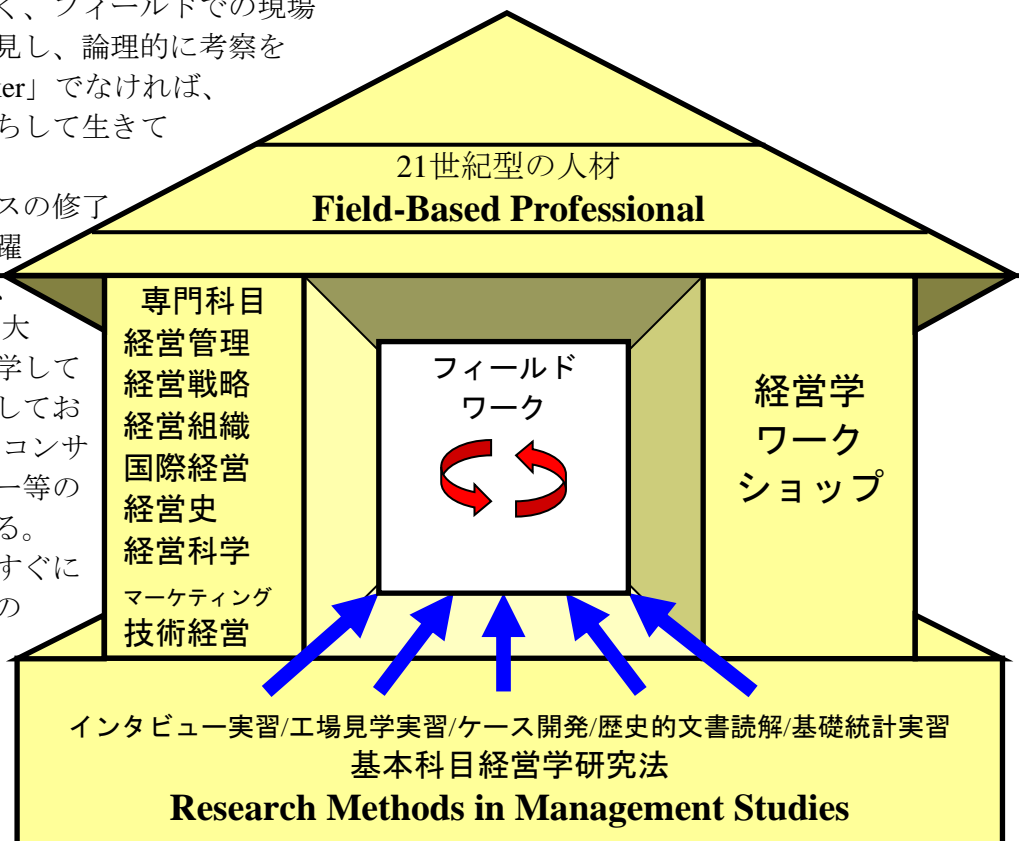 く、フィールドでの現場
見し、論理的に考察を
ker」でなければ、
ちして生きて
スの修了
躍
大
学して
してお
コンサ
ー等の
る。
すぐに
の
21世紀型の人材
Field-Based Professional
専門科目
経営管理
経営戦略
経営組織
国際経営
経営史
経営科学
マーケティング
技術経営
フィールド
ワーク
経営学
ワーク
ショップ
インタビュー実習/工場見学実習/ケース開発/歴史的文書読解/基礎統計実習
基本科目経営学研究法
Research Methods in Management Studies